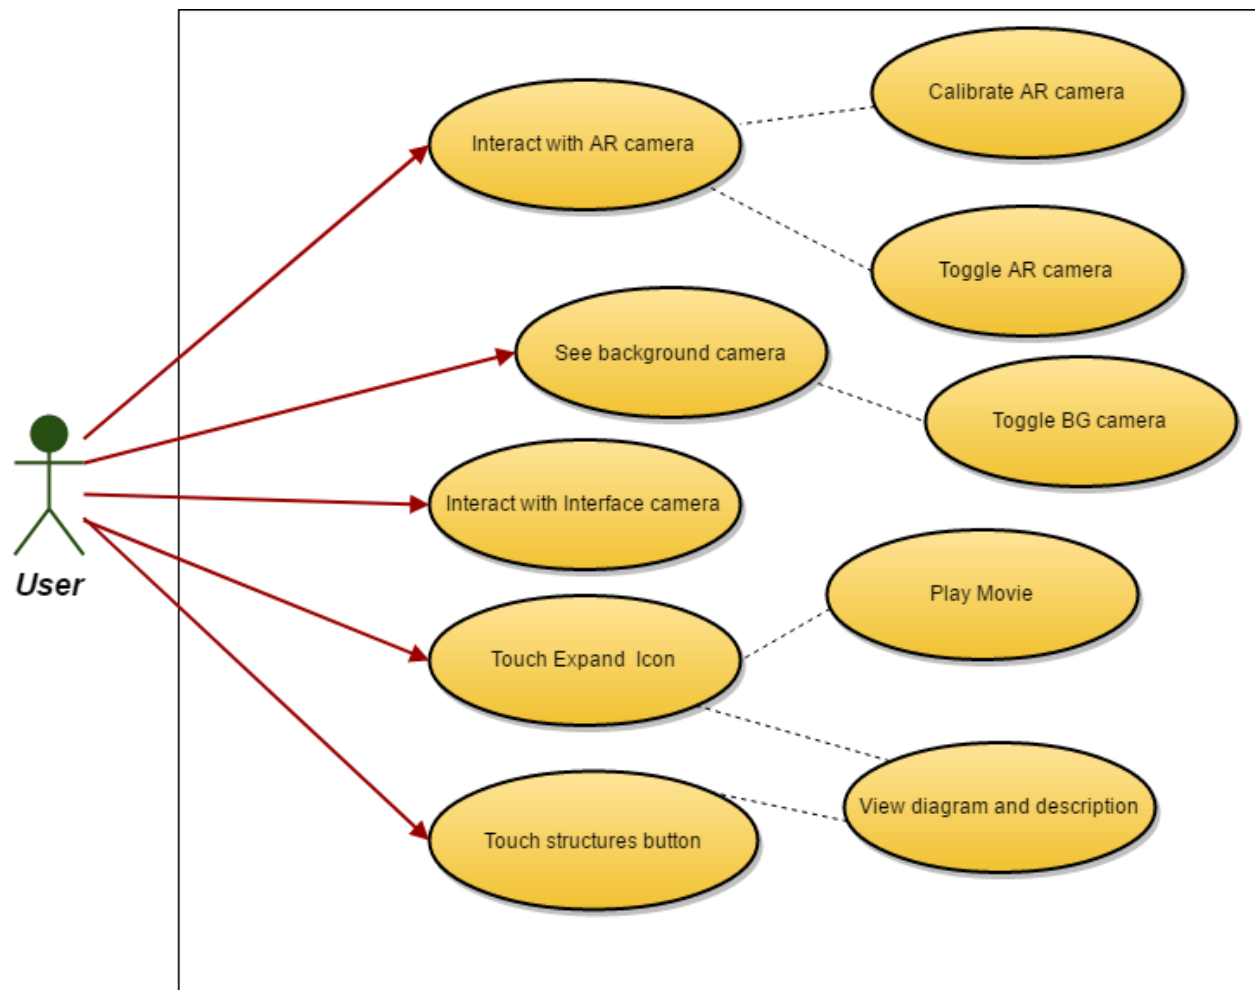 Calibrate AR camera
Interact with AR camera
Toggle AR camera
See background camera
Toggle BG camera
Interact with Interface camera
User
Play Movie
Touch Expand  Icon
View diagram and description
Touch structures button